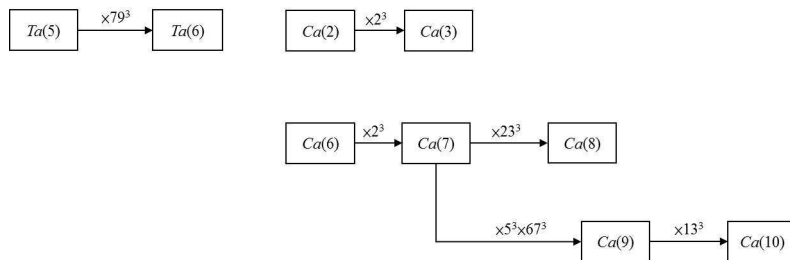 Ta(5) ×79³ Ta(6) Ca(2) ×2³ Ca(3)
Ca(6) ×2³ Ca(7) ×23³ Ca(8)
×5³×67³ Ca(9) ×13³ Ca(10)